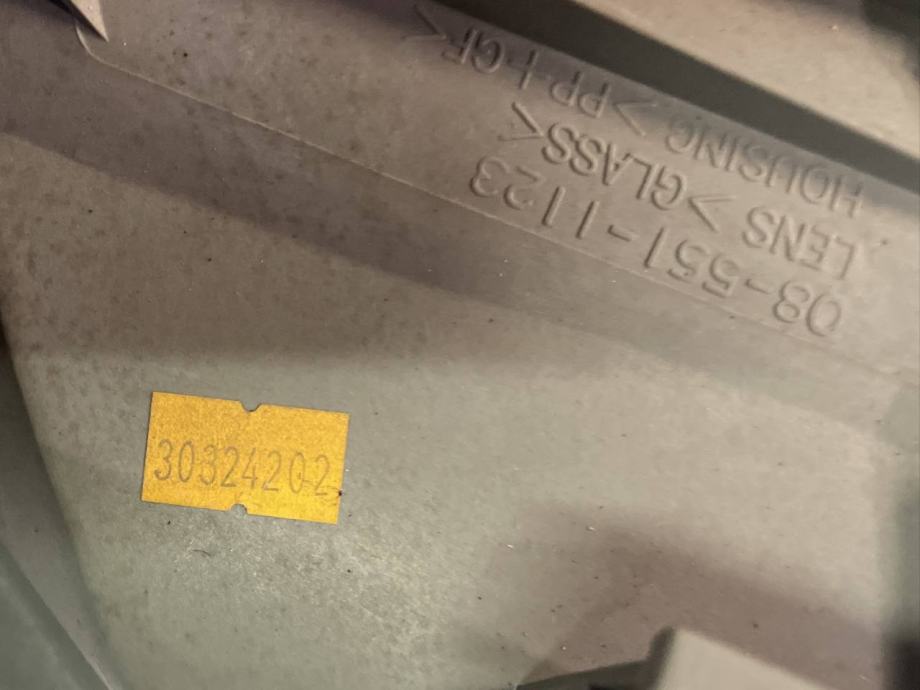 08-551-1123
LENS >GLASS<
HOUSING >PP-I-GF<
30324202